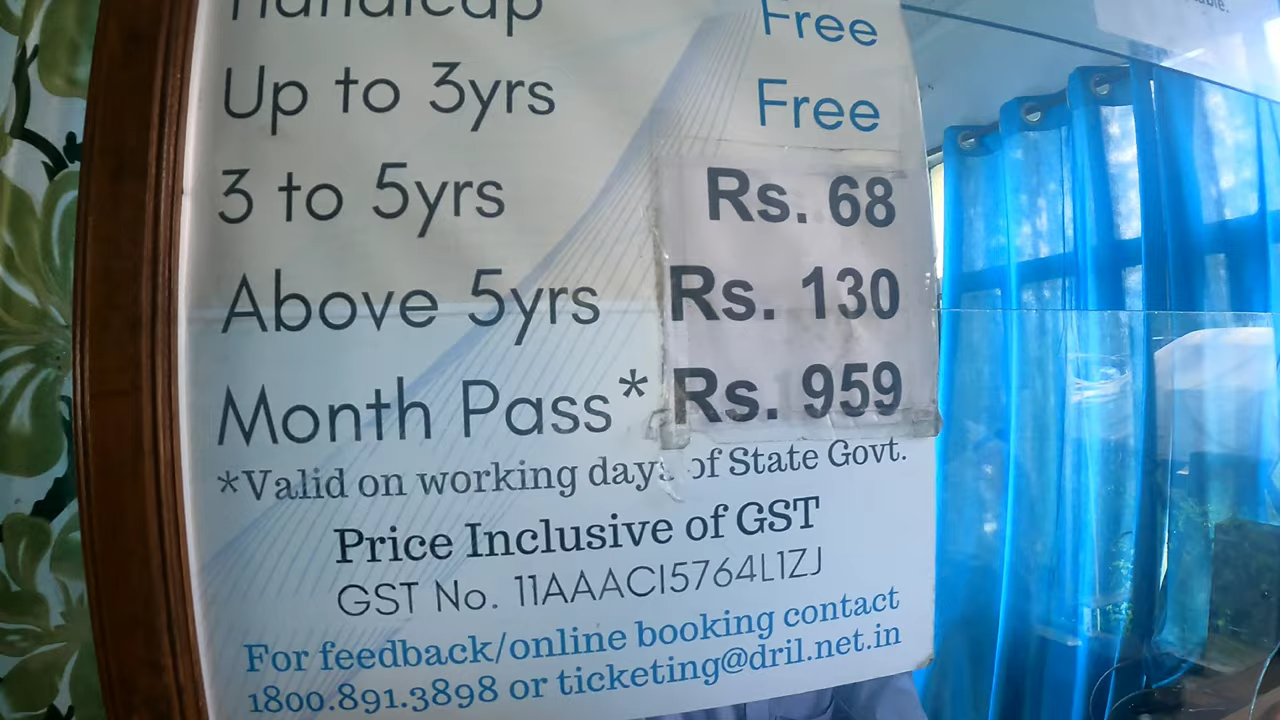 Handicap Free
Up to 3yrs Free
3 to 5yrs Rs. 68
Above 5yrs Rs. 130
Month Pass* Rs. 959
*Valid on working days of State Govt.
Price Inclusive of GST
GST No. 11AAACI5764L1ZJ
For feedback/online booking contact
1800.891.3898 or ticketing@dril.net.in